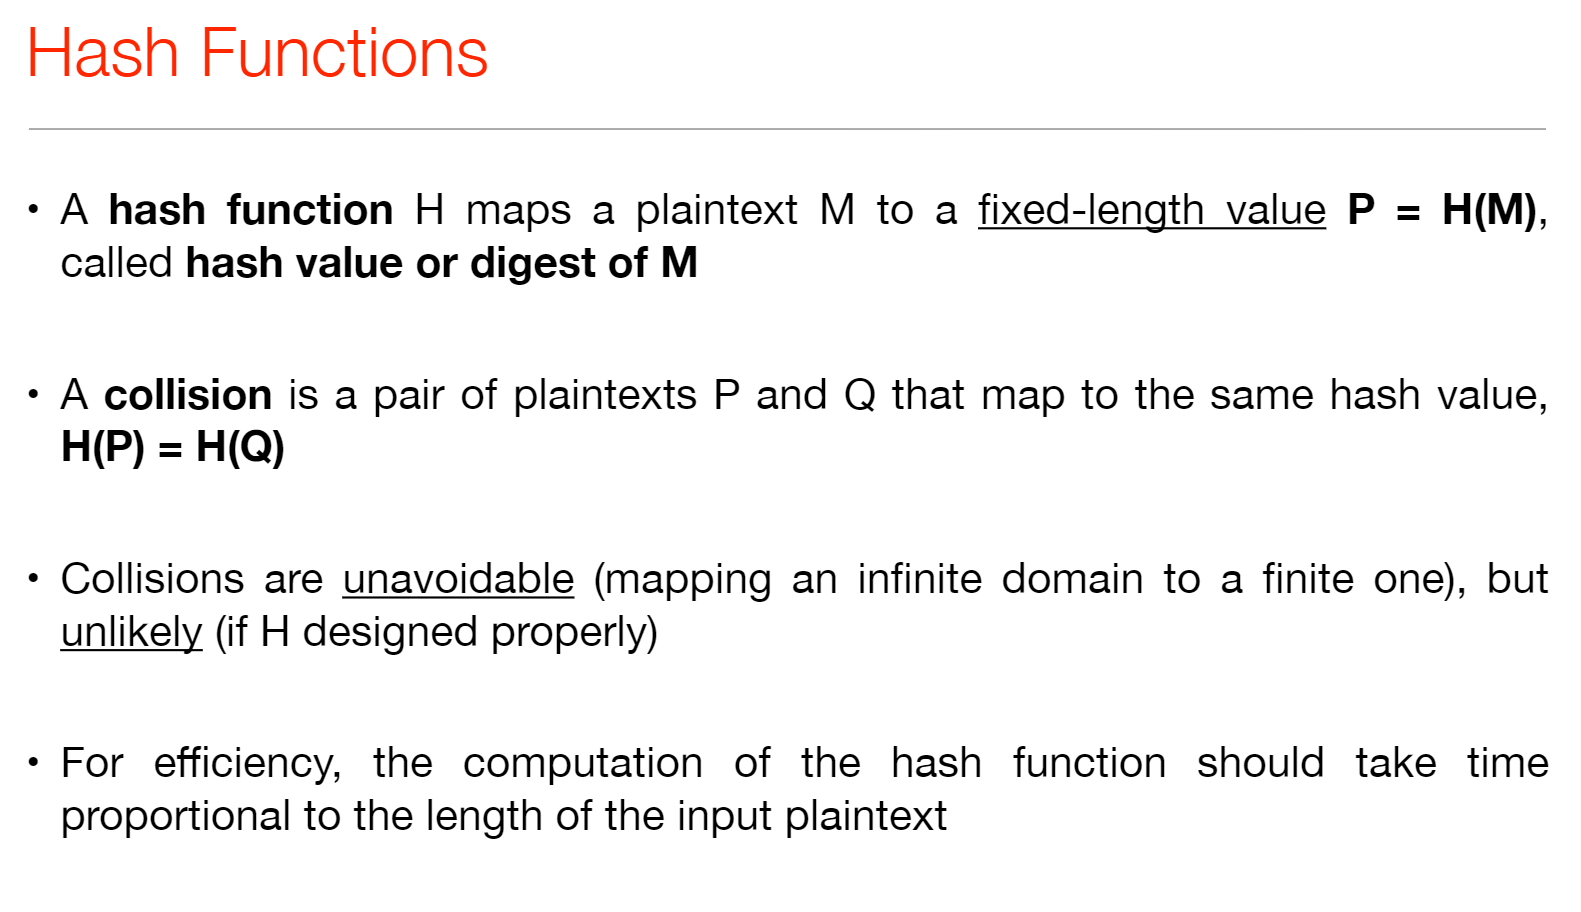 Hash Functions
• A hash function H maps a plaintext M to a fixed-length value P = H(M),
called hash value or digest of M
• A collision is a pair of plaintexts P and Q that map to the same hash value,
H(P) = H(Q)
• Collisions are unavoidable (mapping an infinite domain to a finite one), but
unlikely (if H designed properly)
• For efficiency, the computation of the hash function should take time
proportional to the length of the input plaintext